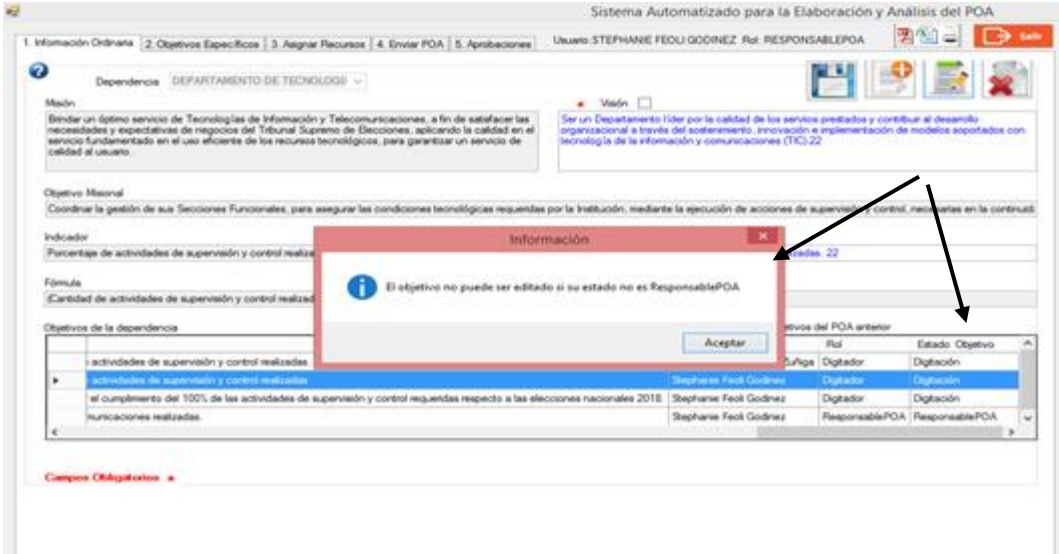 Sistema Automatizado para la Elaboración y Análisis del POA
1. Información Ordinaria 2. Objetivos Específicos 3. Asignar Recursos 4. Enviar POA 5. Aprobaciones Usuario:STEPHANIE FEOLI GODINEZ Rol: RESPONSABLEPOA Salir
Dependencia DEPARTAMENTO DE TECNOLOGÍ
Misión
Visión
Brindar un óptimo servicio de Tecnologías de Información y Telecomunicaciones, a fin de satisfacer las
necesidades y expectativas de negocios del Tribunal Supremo de Elecciones, aplicando la calidad en el
servicio fundamentado en el uso eficiente de los recursos tecnológicos, para garantizar un servicio de
calidad al usuario.
Ser un Departamento líder por la calidad de los servios prestados y contribuir al desarrollo
organizacional a través del sostenimiento, innovación e implementación de modelos soportados con
tecnología de la información y comunicaciones (TIC).22
Objetivo Misional
Coordinar la gestión de sus Secciones Funcionales, para asegurar las condiciones tecnológicas requeridas por la Institución, mediante la ejecución de acciones de supervisión y control, necesarias en la continuid
Indicador
Porcentaje de actividades de supervisión y control realiza
izadas. 22
Fórmula
(Cantidad de actividades de supervisión y control realizad
Información
El objetivo no puede ser editado si su estado no es ResponsablePOA
Aceptar
Objetivos de la dependencia
etivos del POA anterior
Rol Estado Objetivo
actividades de supervisión y control realizadas. Zuñiga Digitador Digitación
actividades de supervisión y control realizadas Stephanie Feoli Godinez Digitador Digitación
el cumplimento del 100% de las actividades de supervisión y control requeridas respecto a las elecciones nacionales 2018. Stephanie Feoli Godinez Digitador Digitación
municaciones realizadas. Stephanie Feoli Godinez ResponsablePOA ResponsablePOA
Campos Obligatorios *